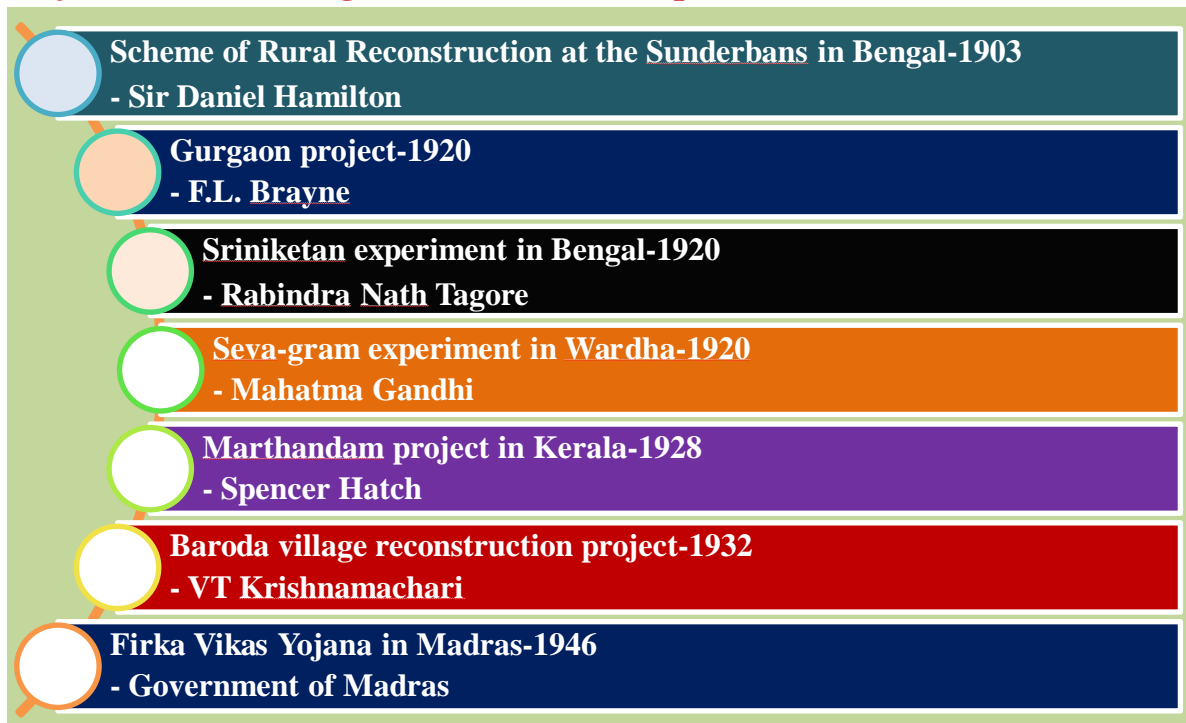 Scheme of Rural Reconstruction at the Sunderbans in Bengal-1903
- Sir Daniel Hamilton
Gurgaon project-1920
- F.L. Brayne
Sriniketan experiment in Bengal-1920
- Rabindra Nath Tagore
Seva-gram experiment in Wardha-1920
- Mahatma Gandhi
Marthandam project in Kerala-1928
- Spencer Hatch
Baroda village reconstruction project-1932
- VT Krishnamachari
Firka Vikas Yojana in Madras-1946
- Government of Madras